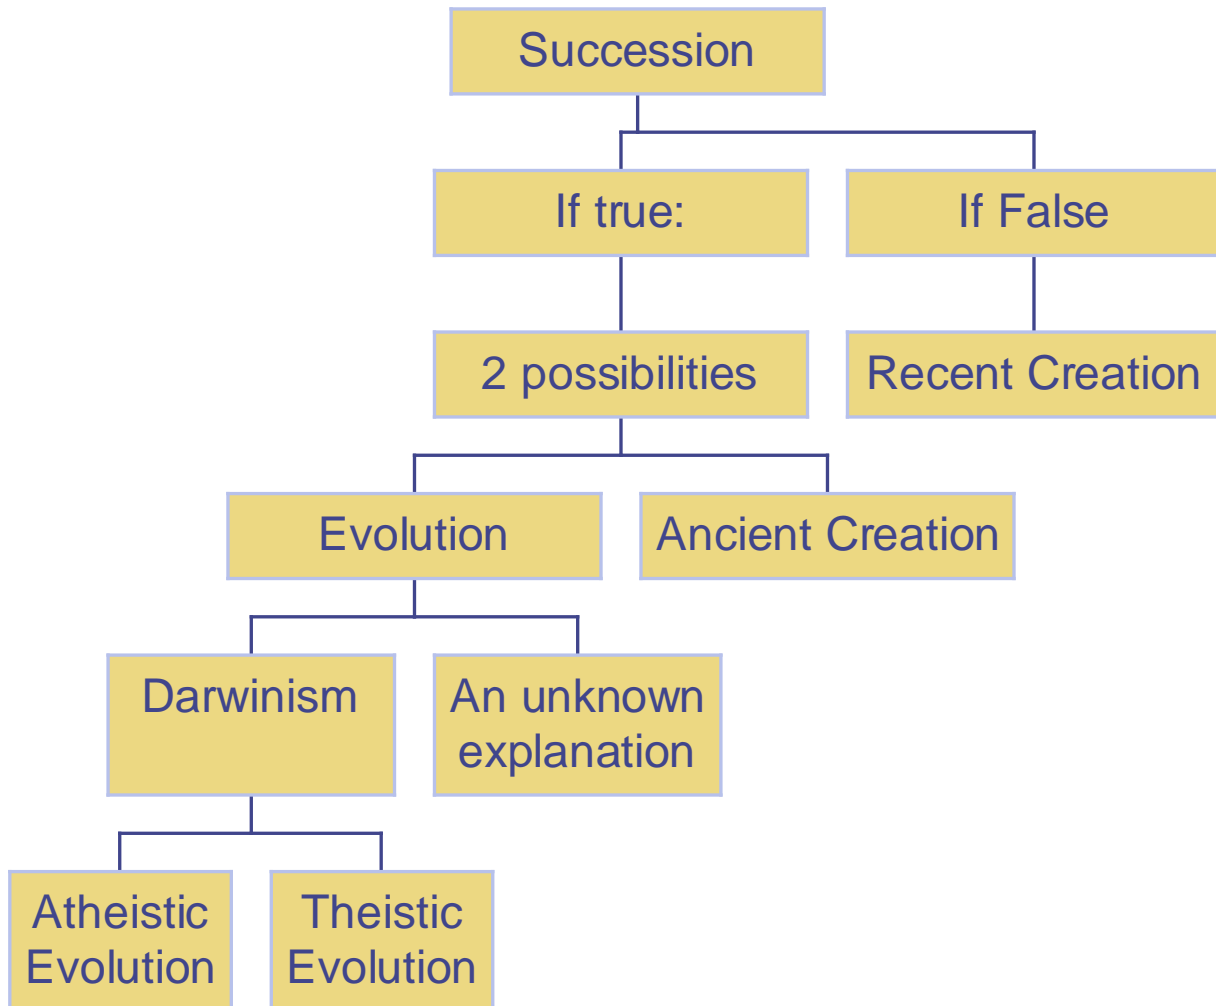 Succession
If true:
If False
2 possibilities
Recent Creation
Evolution
Ancient Creation
Darwinism
An unknown
explanation
Atheistic
Evolution
Theistic
Evolution